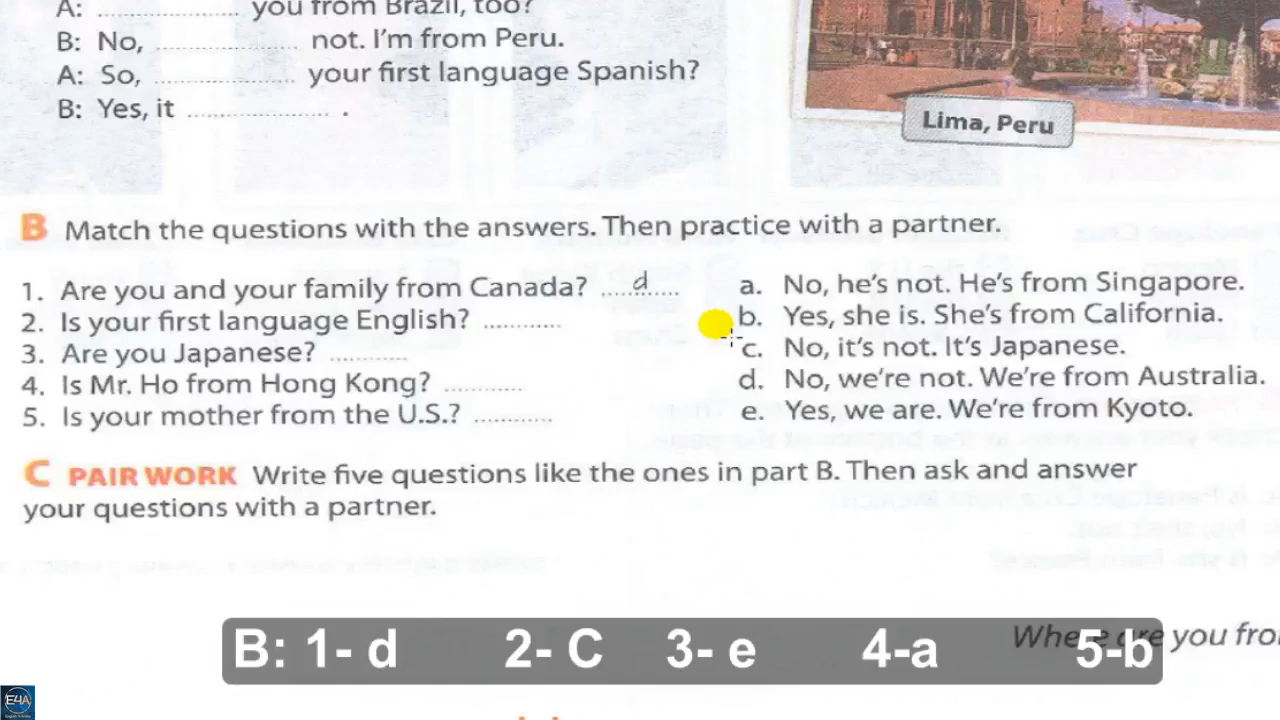 A: .................... you from Brazil, too?
B: No, .................... not. I'm from Peru.
A: So, .................... your first language Spanish?
B: Yes, it .................... .
Lima, Peru
B Match the questions with the answers. Then practice with a partner.
1. Are you and your family from Canada? ....d....
2. Is your first language English? ............
3. Are you Japanese? ............
4. Is Mr. Ho from Hong Kong? ............
5. Is your mother from the U.S.? ............
a. No, he's not. He's from Singapore.
b. Yes, she is. She's from California.
c. No, it's not. It's Japanese.
d. No, we're not. We're from Australia.
e. Yes, we are. We're from Kyoto.
C PAIR WORK Write five questions like the ones in part B. Then ask and answer
your questions with a partner.
Where are you fro
B: 1- d 2- C 3- e 4-a 5-b
E4A